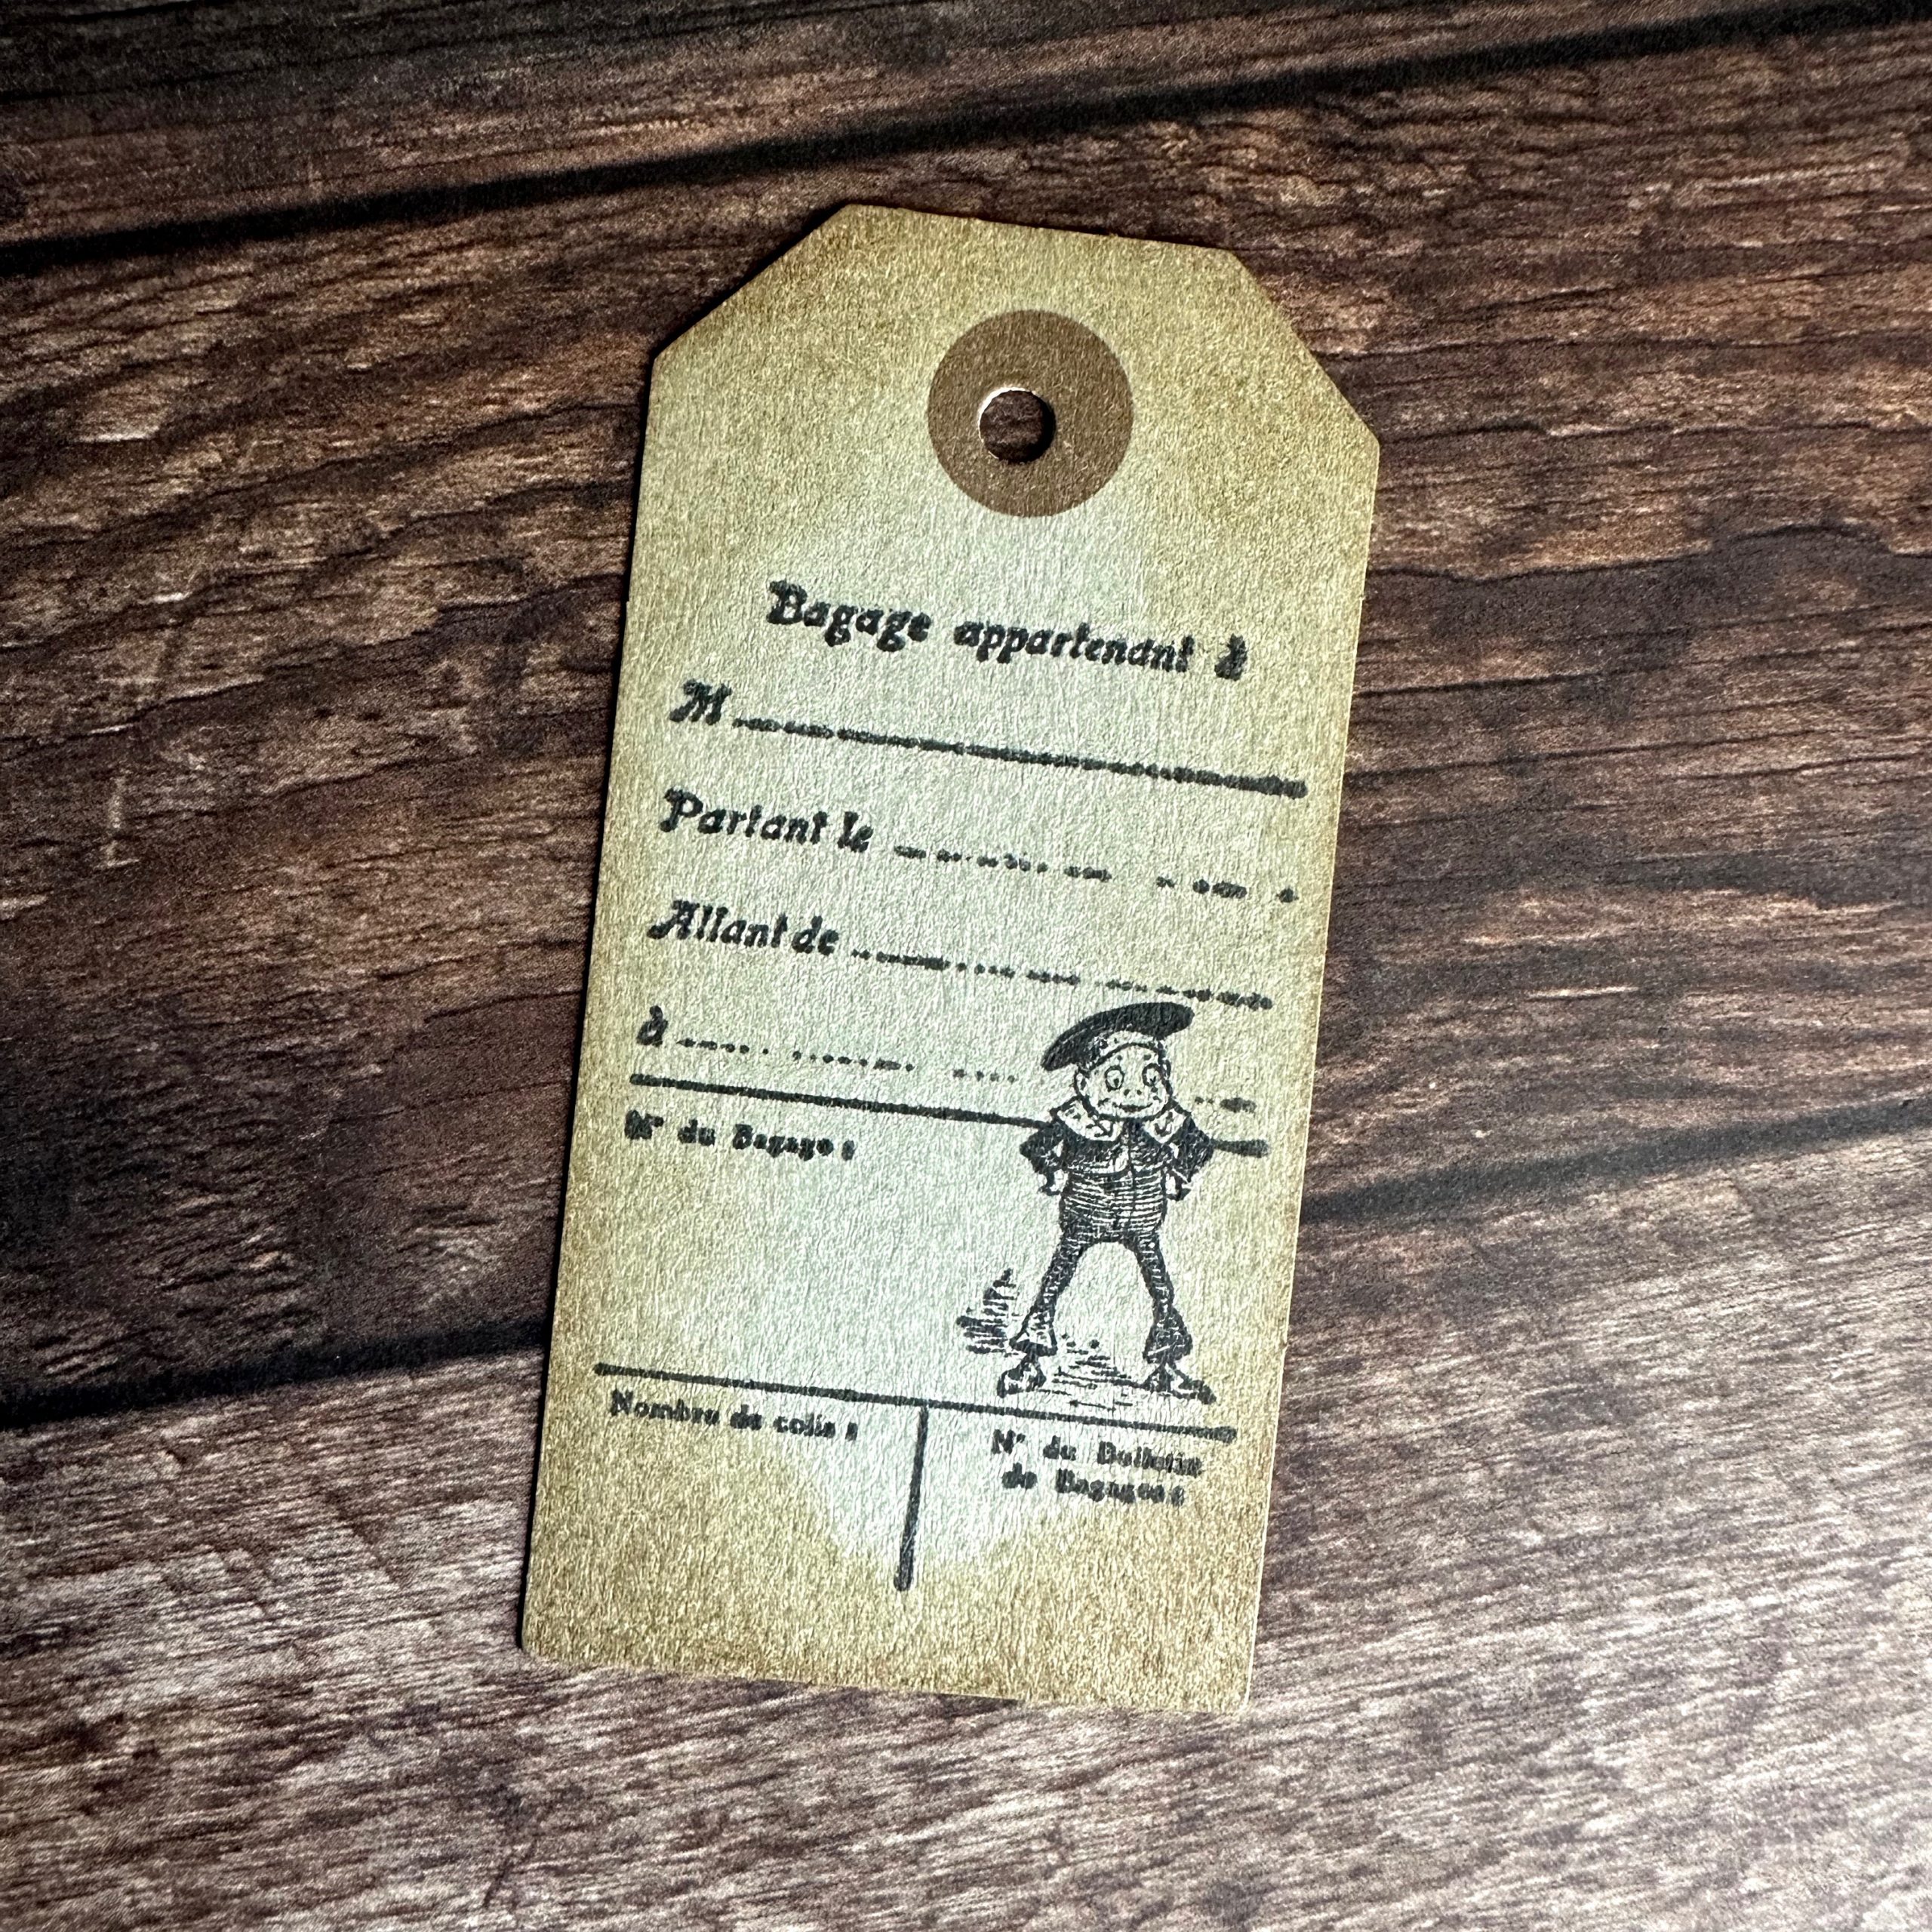 Bagage appartenant à
M
Partant le
Allant de
à
N° du Bagage :
Nombre de colis :
N° du Bulletin
de Bagages :